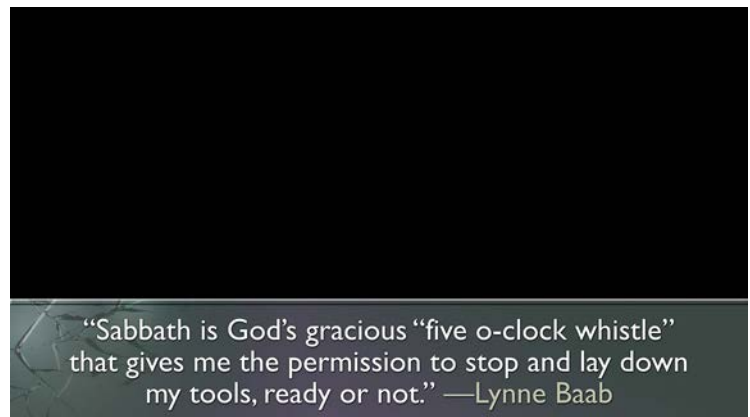 “Sabbath is God’s gracious “five o-clock whistle”
that gives me the permission to stop and lay down
my tools, ready or not.” —Lynne Baab